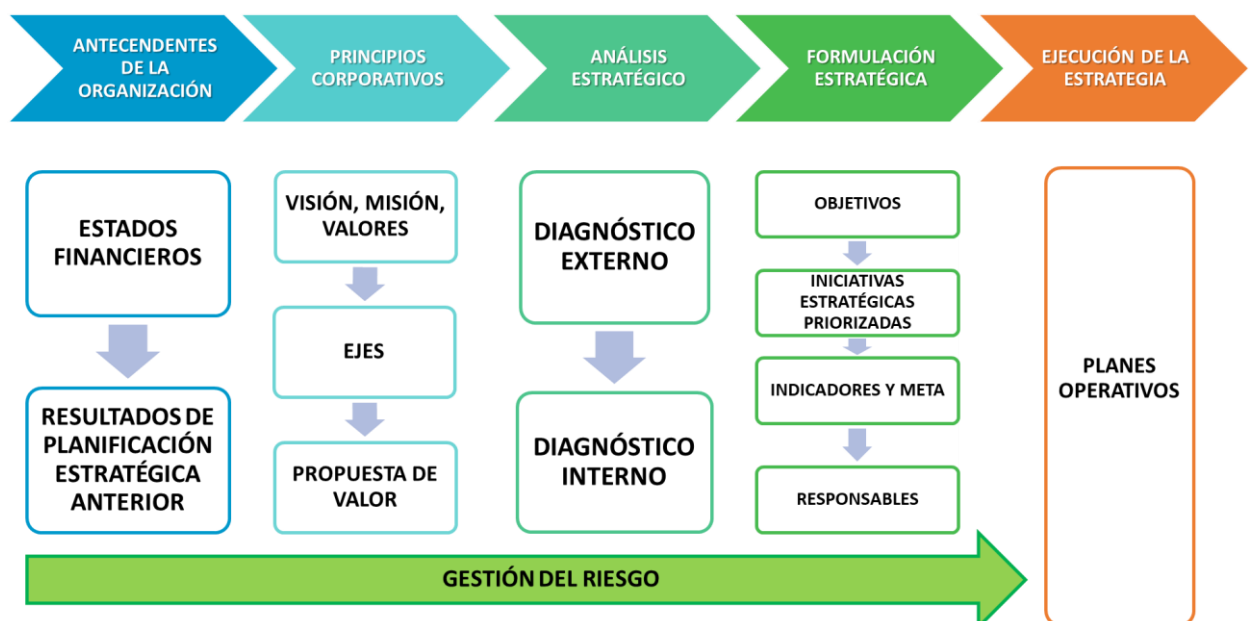 ANTECENDENTES
DE LA
ORGANIZACIÓN
PRINCIPIOS
CORPORATIVOS
ANÁLISIS
ESTRATÉGICO
FORMULACIÓN
ESTRATÉGICA
EJECUCIÓN DE LA
ESTRATEGIA
ESTADOS
FINANCIEROS
RESULTADOS DE
PLANIFICACIÓN
ESTRATÉGICA
ANTERIOR
VISIÓN, MISIÓN,
VALORES
EJES
PROPUESTA DE
VALOR
DIAGNÓSTICO
EXTERNO
DIAGNÓSTICO
INTERNO
OBJETIVOS
INICIATIVAS
ESTRATÉGICAS
PRIORIZADAS
INDICADORES Y META
RESPONSABLES
PLANES
OPERATIVOS
GESTIÓN DEL RIESGO